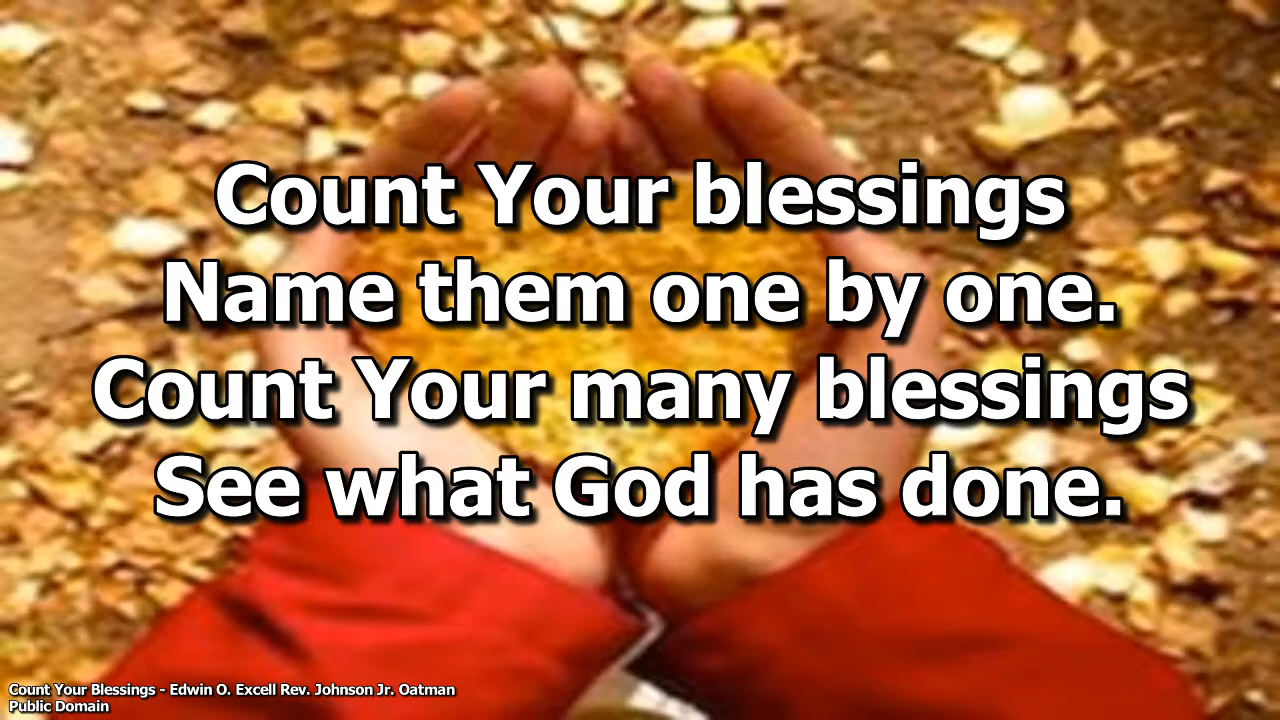 Count Your blessings
Name them one by one.
Count Your many blessings
See what God has done.
Count Your Blessings - Edwin O. Excell Rev. Johnson Jr. Oatman
Public Domain